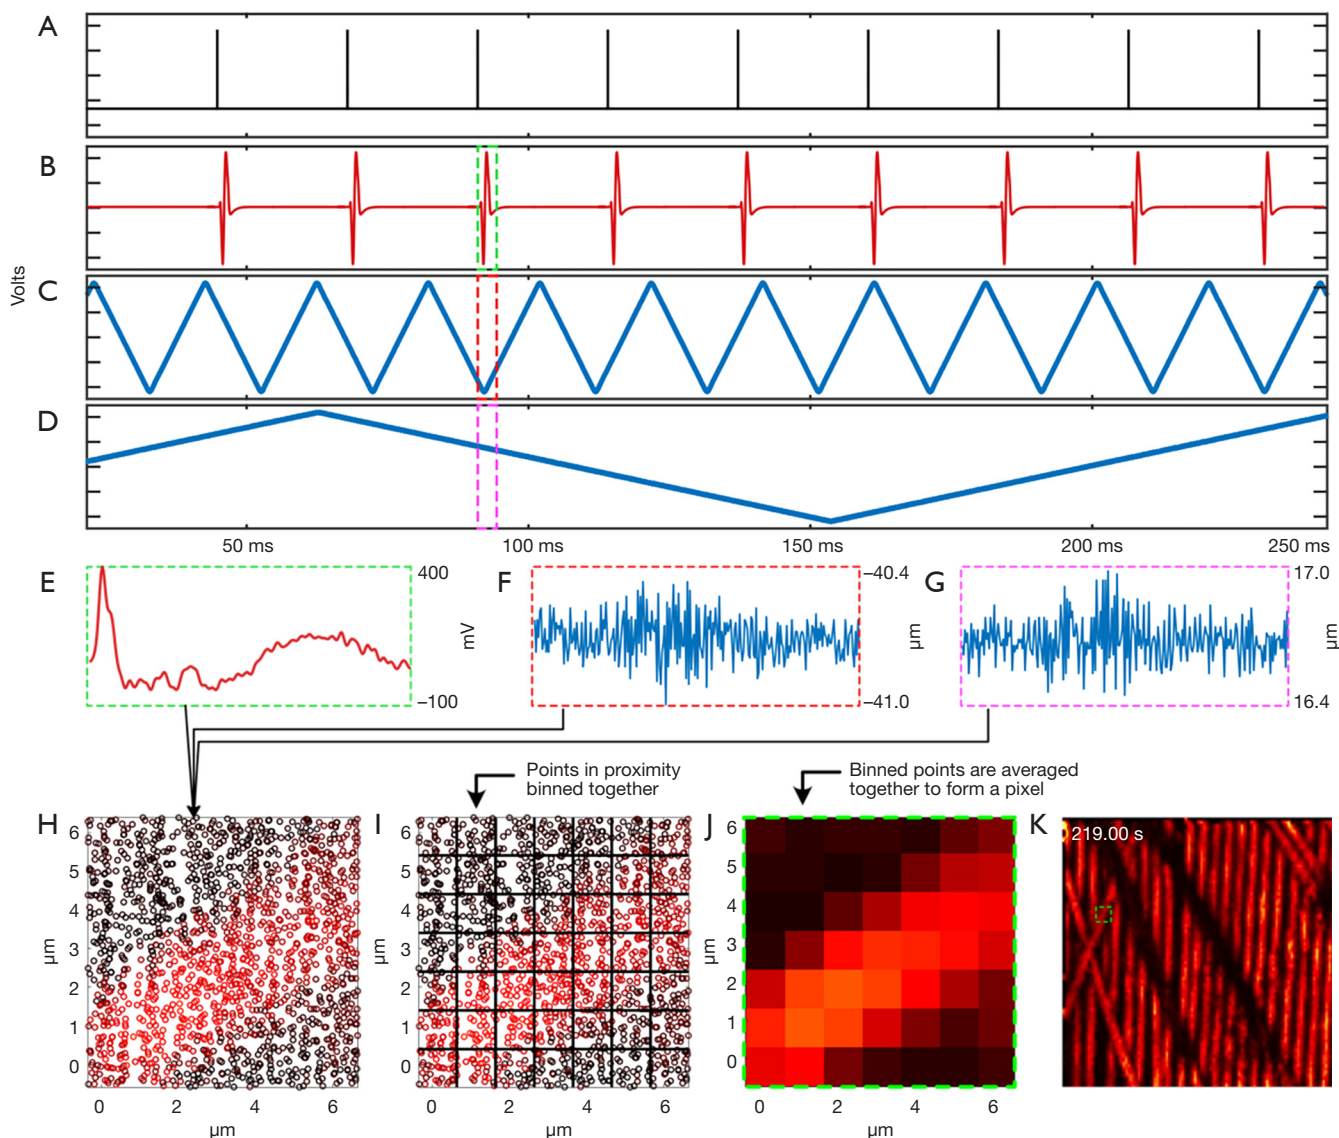 A
B
C
D
Volts
50 ms
100 ms
150 ms
200 ms
250 ms
E
400
mV
–100
F
–40.4
µm
–41.0
G
17.0
µm
16.4
Points in proximity
binned together
Binned points are averaged
together to form a pixel
H
6
5
4
3
2
1
0
µm
0
2
4
6
µm
I
6
5
4
3
2
1
0
µm
0
2
4
6
µm
J
6
5
4
3
2
1
0
µm
0
2
4
6
µm
K
219.00 s